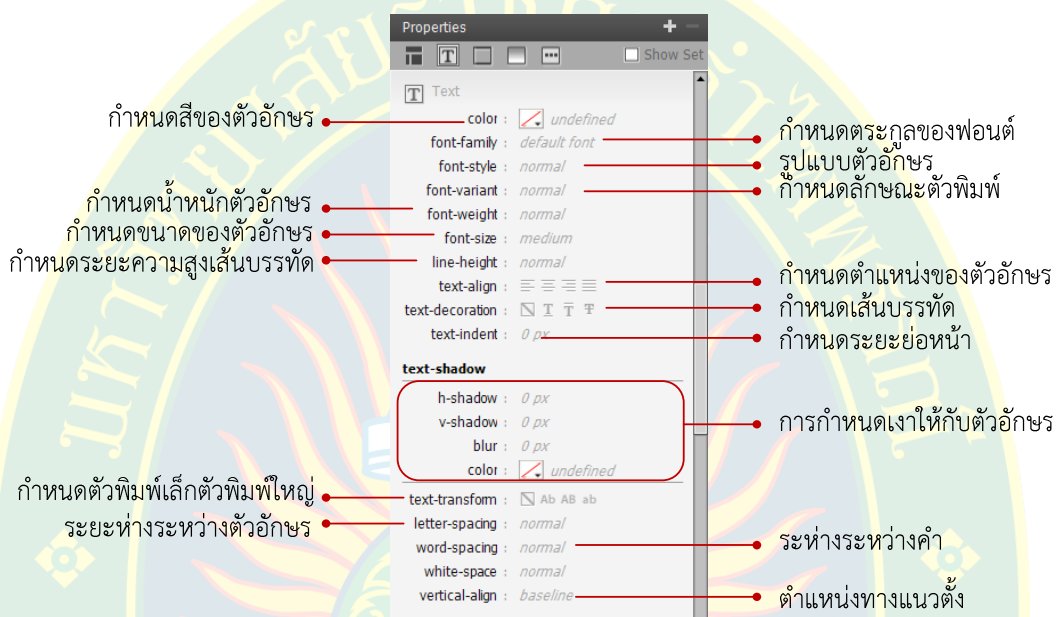 Properties
Show Set
Text
กำหนดสีของตัวอักษร
color : undefined
font-family : default font
กำหนดตระกูลของฟอนต์
font-style : normal
รูปแบบตัวอักษร
font-variant : normal
กำหนดลักษณะตัวพิมพ์
กำหนดน้ำหนักตัวอักษร
font-weight : normal
กำหนดขนาดของตัวอักษร
font-size : medium
กำหนดระยะความสูงเส้นบรรทัด
line-height : normal
text-align :
กำหนดตำแหน่งของตัวอักษร
text-decoration : T T T
กำหนดเส้นบรรทัด
text-indent : 0 px
กำหนดระยะย่อหน้า
text-shadow
h-shadow : 0 px
v-shadow : 0 px
การกำหนดเงาให้กับตัวอักษร
blur : 0 px
color : undefined
กำหนดตัวพิมพ์เล็กตัวพิมพ์ใหญ่
text-transform : Ab AB ab
ระยะห่างระหว่างตัวอักษร
letter-spacing : normal
word-spacing : normal
ระห่างระหว่างคำ
white-space : normal
vertical-align : baseline
ตำแหน่งทางแนวตั้ง